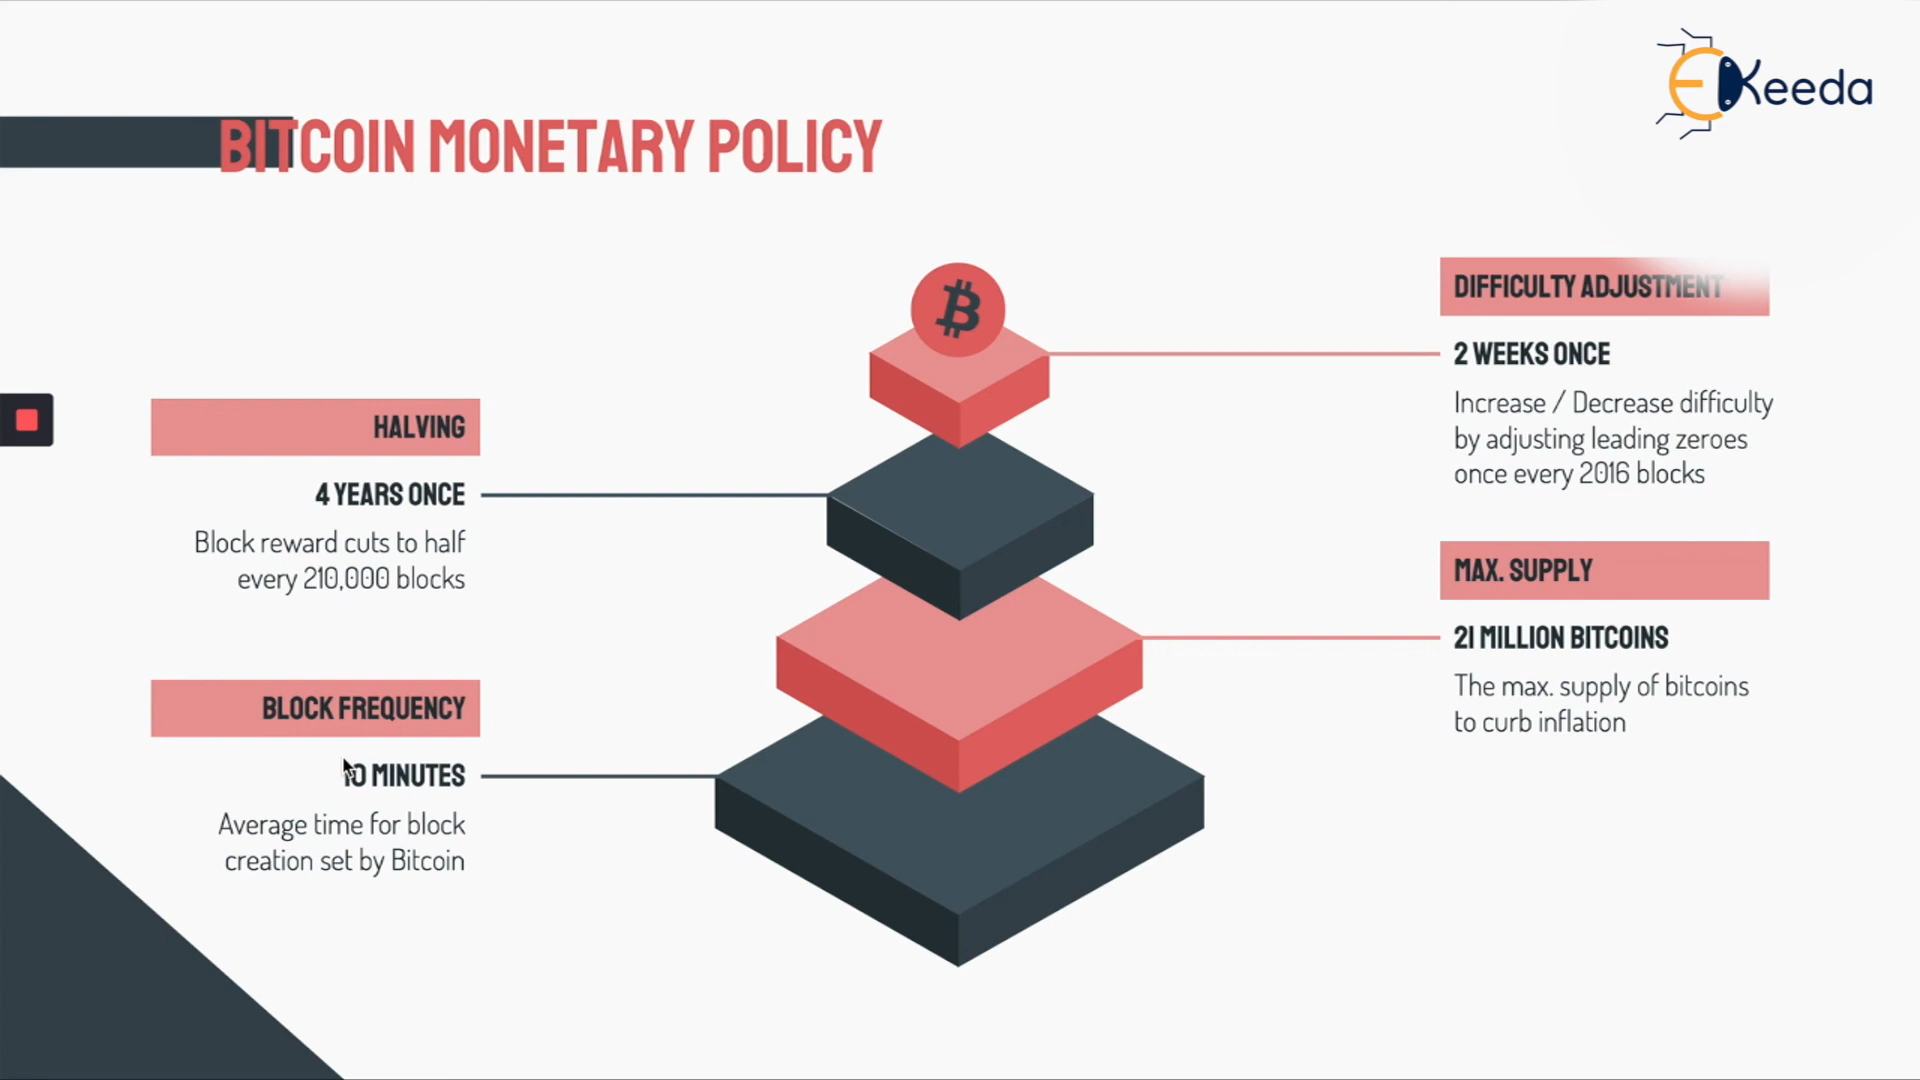 EKeeda
BITCOIN MONETARY POLICY
HALVING
4 YEARS ONCE
Block reward cuts to half
every 210,000 blocks
BLOCK FREQUENCY
10 MINUTES
Average time for block
creation set by Bitcoin
DIFFICULTY ADJUSTMENT
2 WEEKS ONCE
Increase / Decrease difficulty
by adjusting leading zeroes
once every 2016 blocks
MAX. SUPPLY
21 MILLION BITCOINS
The max. supply of bitcoins
to curb inflation